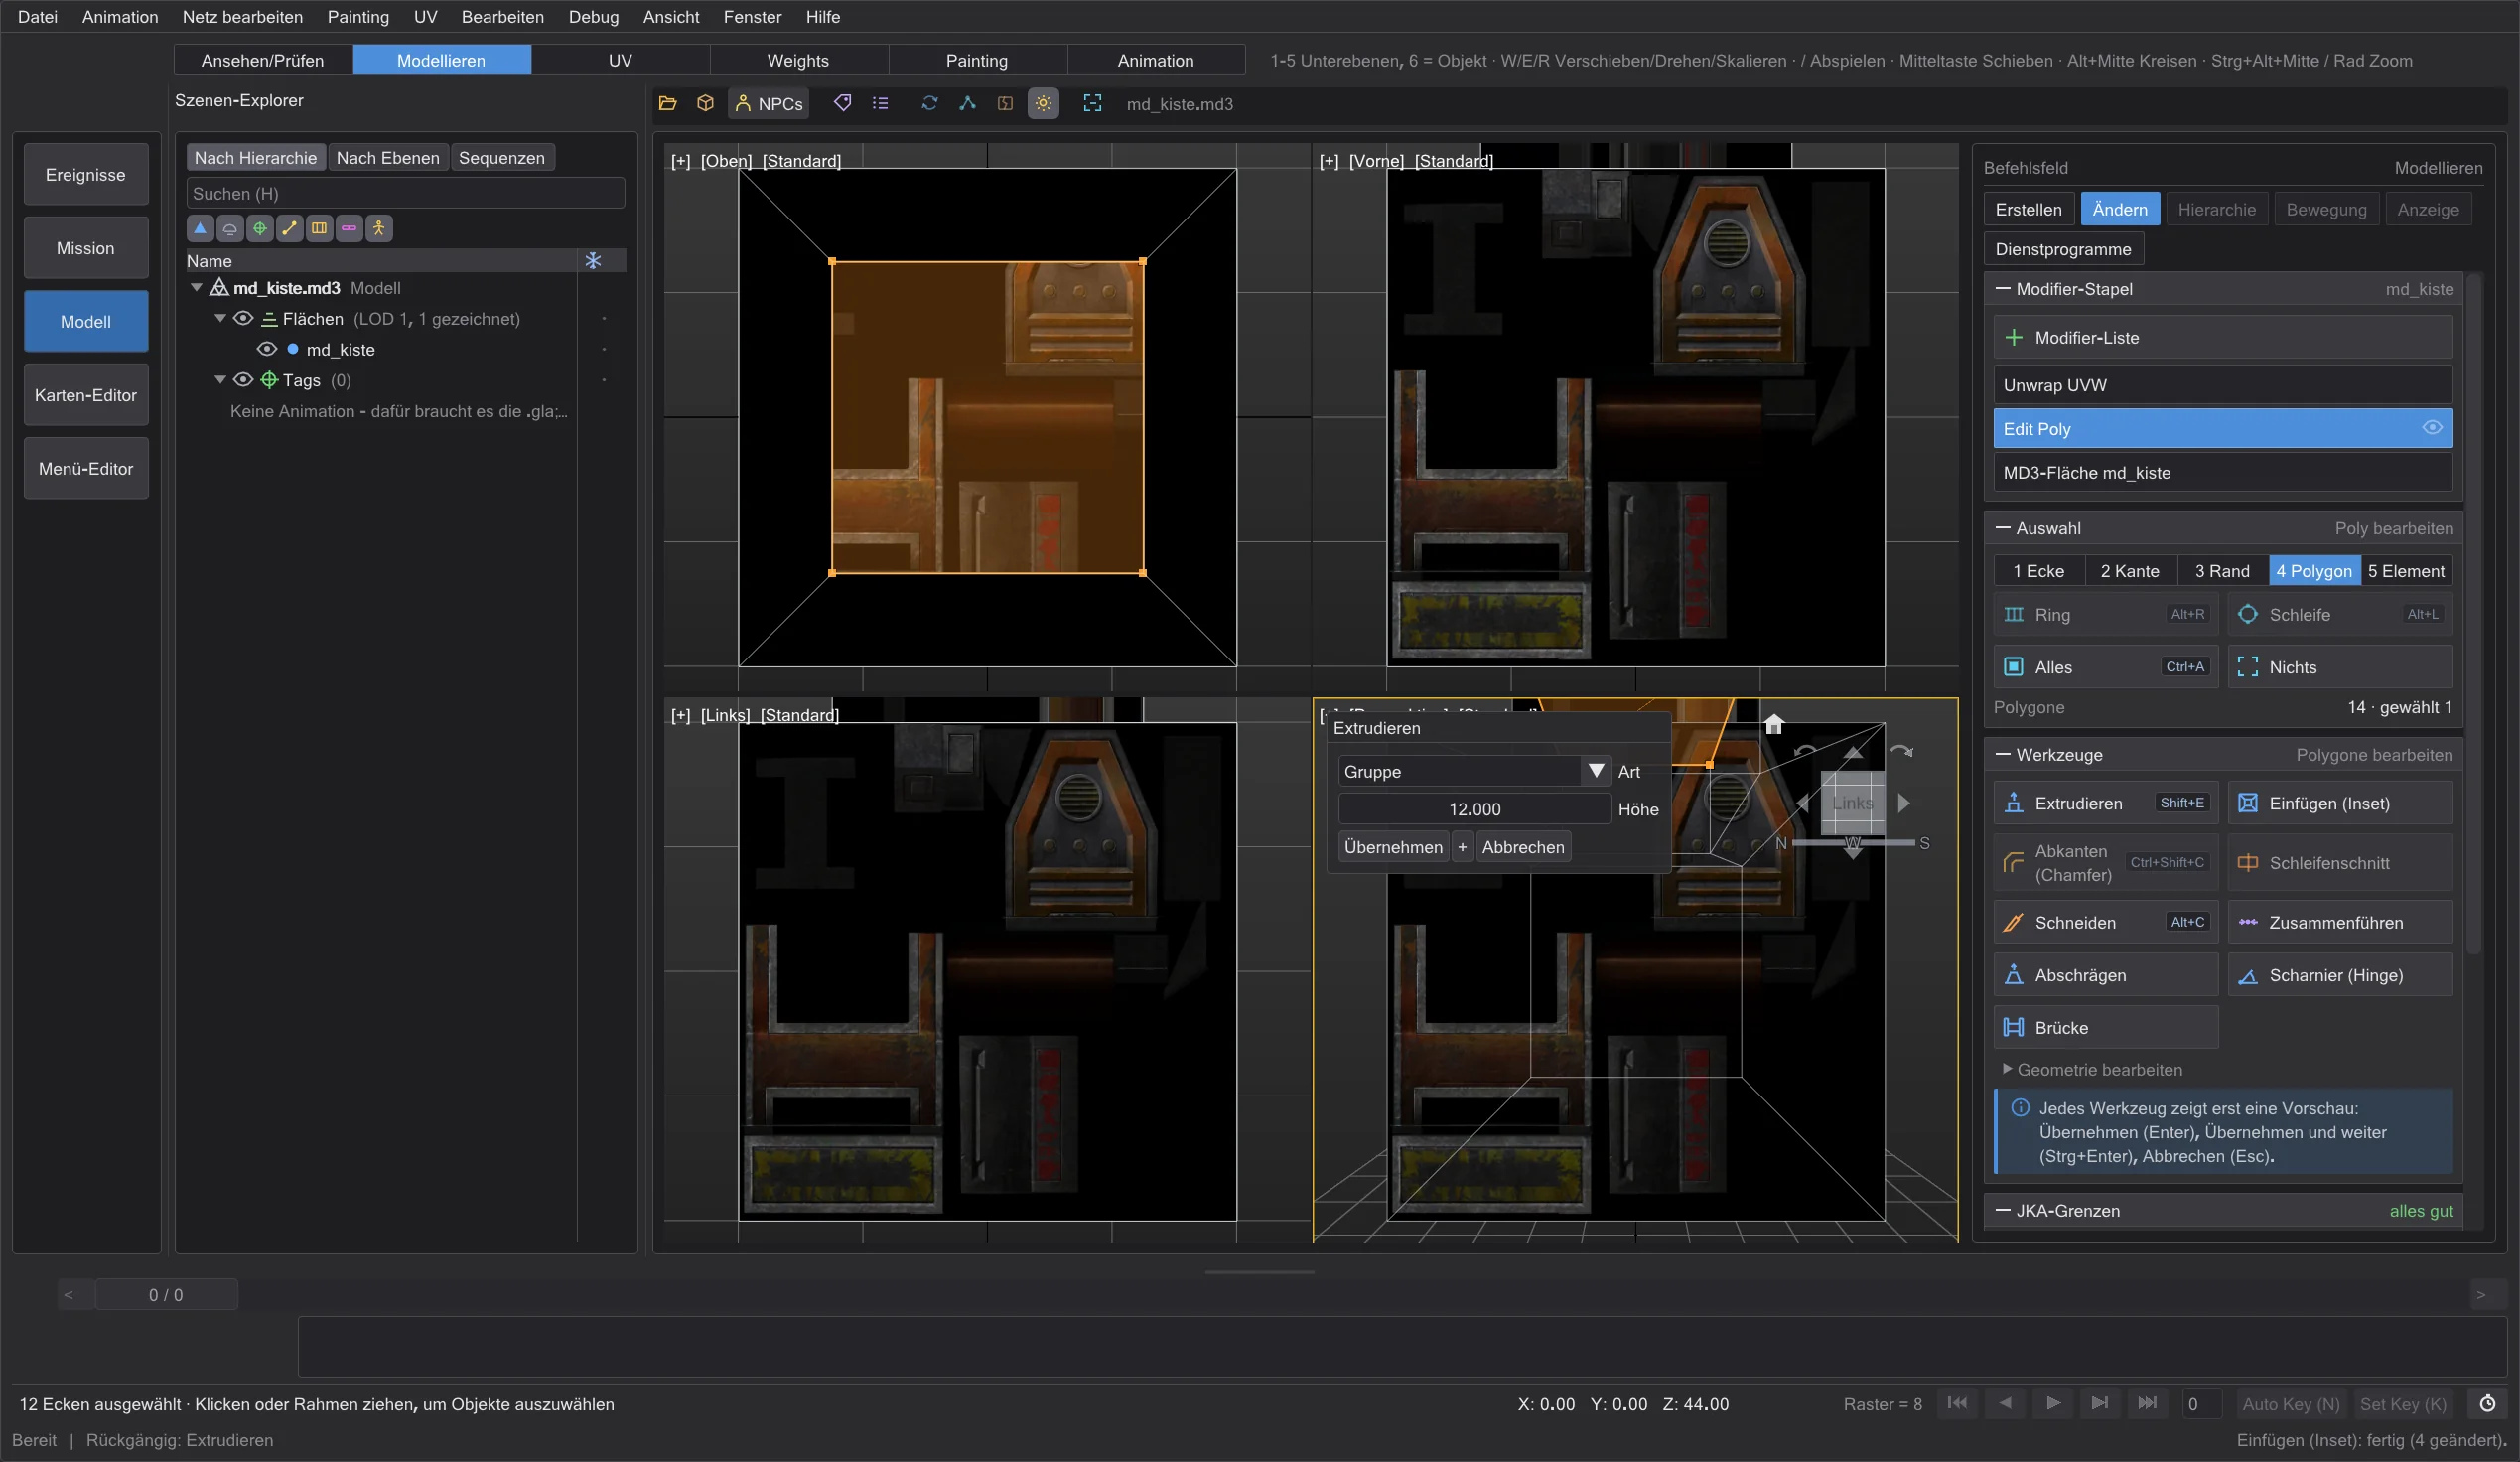 Datei Animation Netz bearbeiten Painting UV Bearbeiten Debug Ansicht Fenster Hilfe
Ansehen/Prüfen Modellieren UV Weights Painting Animation 1-5 Unterebenen, 6 = Objekt · W/E/R Verschieben/Drehen/Skalieren · / Abspielen · Mitteltaste Schieben · Alt+Mitte Kreisen · Strg+Alt+Mitte / Rad Zoom
Szenen-Explorer
NPCs md_kiste.md3
Ereignisse
Mission
Modell
Karten-Editor
Menü-Editor
Nach Hierarchie Nach Ebenen Sequenzen
Suchen (H)
Name
md_kiste.md3 Modell
Flächen (LOD 1, 1 gezeichnet)
md_kiste
Tags (0)
Keine Animation - dafür braucht es die .gla;...
[+] [Oben] [Standard]
[+] [Vorne] [Standard]
[+] [Links] [Standard]
Extrudieren
Gruppe Art
12.000 Höhe
Übernehmen + Abbrechen
Links
N W S
Befehlsfeld Modellieren
Erstellen Ändern Hierarchie Bewegung Anzeige
Dienstprogramme
Modifier-Stapel md_kiste
Modifier-Liste
Unwrap UVW
Edit Poly
MD3-Fläche md_kiste
Auswahl Poly bearbeiten
1 Ecke 2 Kante 3 Rand 4 Polygon 5 Element
Ring Alt+R Schleife Alt+L
Alles Ctrl+A Nichts
Polygone 14 · gewählt 1
Werkzeuge Polygone bearbeiten
Extrudieren Shift+E Einfügen (Inset)
Abkanten (Chamfer) Ctrl+Shift+C Schleifenschnitt
Schneiden Alt+C Zusammenführen
Abschrägen Scharnier (Hinge)
Brücke
Geometrie bearbeiten
Jedes Werkzeug zeigt erst eine Vorschau:
Übernehmen (Enter), Übernehmen und weiter
(Strg+Enter), Abbrechen (Esc).
JKA-Grenzen alles gut
< 0 / 0 >
12 Ecken ausgewählt · Klicken oder Rahmen ziehen, um Objekte auszuwählen X: 0.00 Y: 0.00 Z: 44.00 Raster = 8 0 Auto Key (N) Set Key (K)
Bereit | Rückgängig: Extrudieren Einfügen (Inset): fertig (4 geändert).